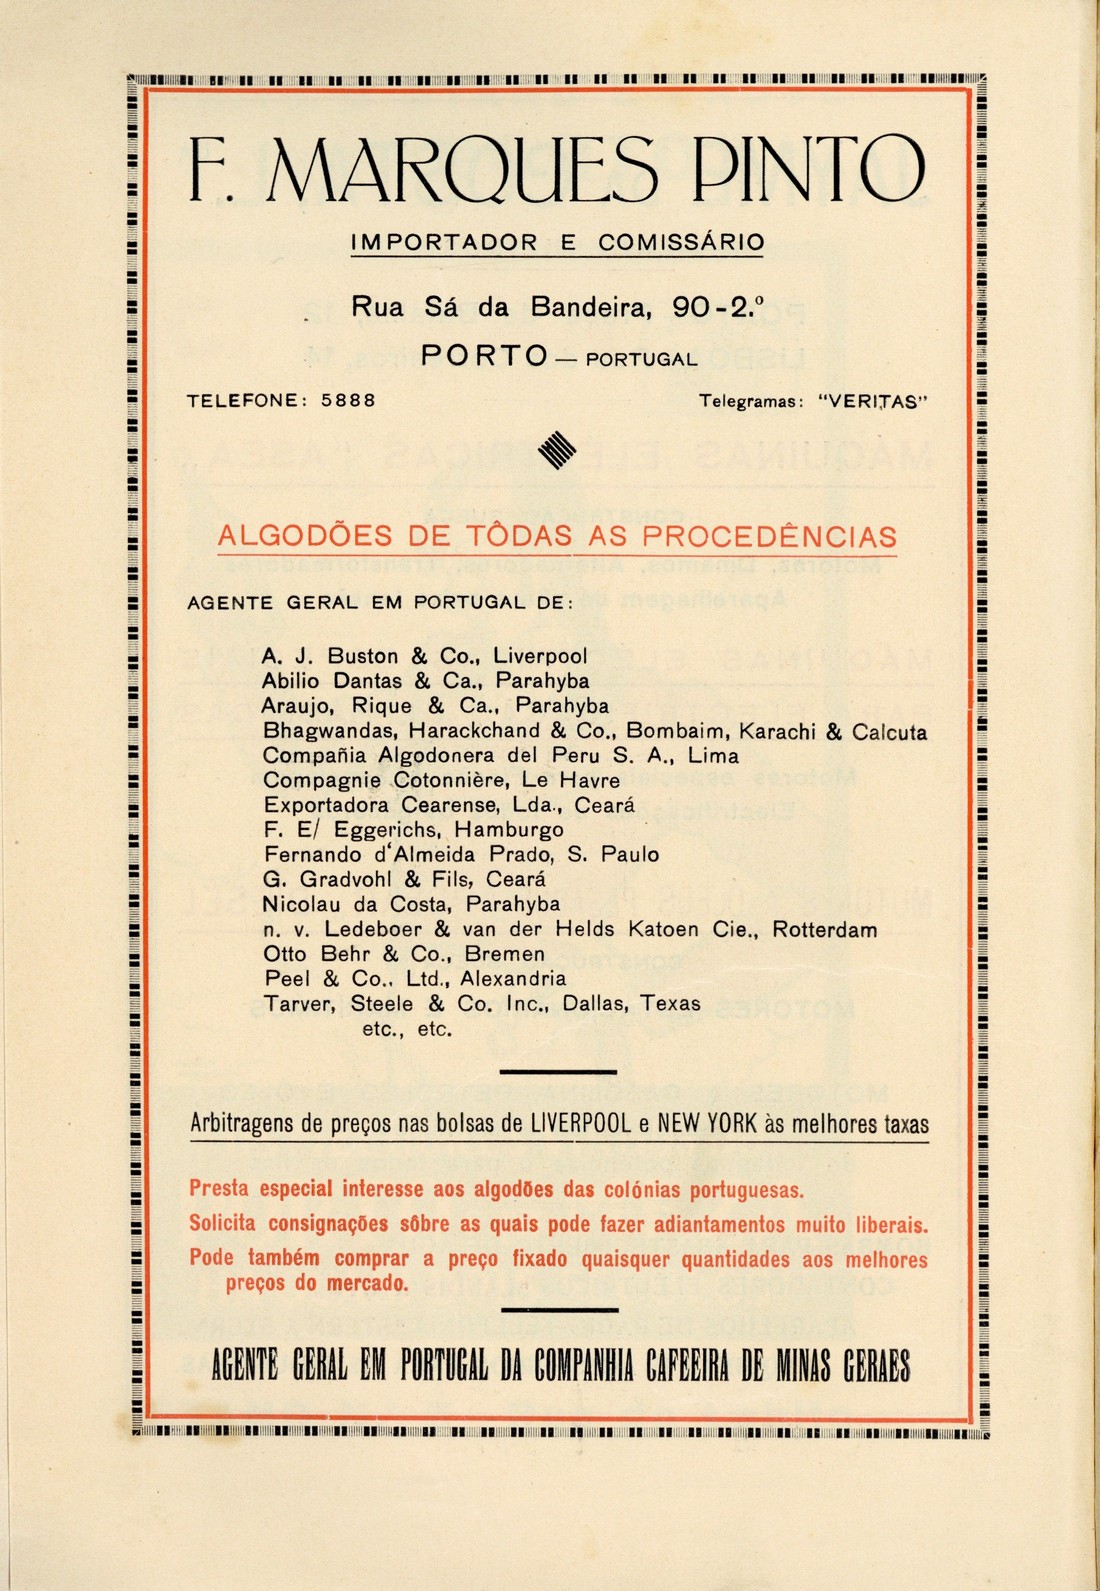 F. MARQUES PINTO
IMPORTADOR E COMISSÁRIO
Rua Sá da Bandeira, 90-2.º
PORTO — PORTUGAL
TELEFONE: 5888 Telegramas: “VERITAS”
ALGODÕES DE TÔDAS AS PROCEDÊNCIAS
AGENTE GERAL EM PORTUGAL DE:
A. J. Buston & Co., Liverpool
Abilio Dantas & Ca., Parahyba
Araujo, Rique & Ca., Parahyba
Bhagwandas, Harackchand & Co., Bombaim, Karachi & Calcuta
Compañia Algodonera del Peru S. A., Lima
Compagnie Cotonnière, Le Havre
Exportadora Cearense, Lda., Ceará
F. E/ Eggerichs, Hamburgo
Fernando d‘Almeida Prado, S. Paulo
G. Gradvohl & Fils, Ceará
Nicolau da Costa, Parahyba
n. v. Ledeboer & van der Helds Katoen Cie., Rotterdam
Otto Behr & Co., Bremen
Peel & Co., Ltd., Alexandria
Tarver, Steele & Co. Inc., Dallas, Texas
etc., etc.
Arbitragens de preços nas bolsas de LIVERPOOL e NEW YORK às melhores taxas
Presta especial interesse aos algodões das colónias portuguesas.
Solicita consignações sôbre as quais pode fazer adiantamentos muito liberais.
Pode também comprar a preço fixado quaisquer quantidades aos melhores
preços do mercado.
AGENTE GERAL EM PORTUGAL DA COMPANHIA CAFEEIRA DE MINAS GERAES